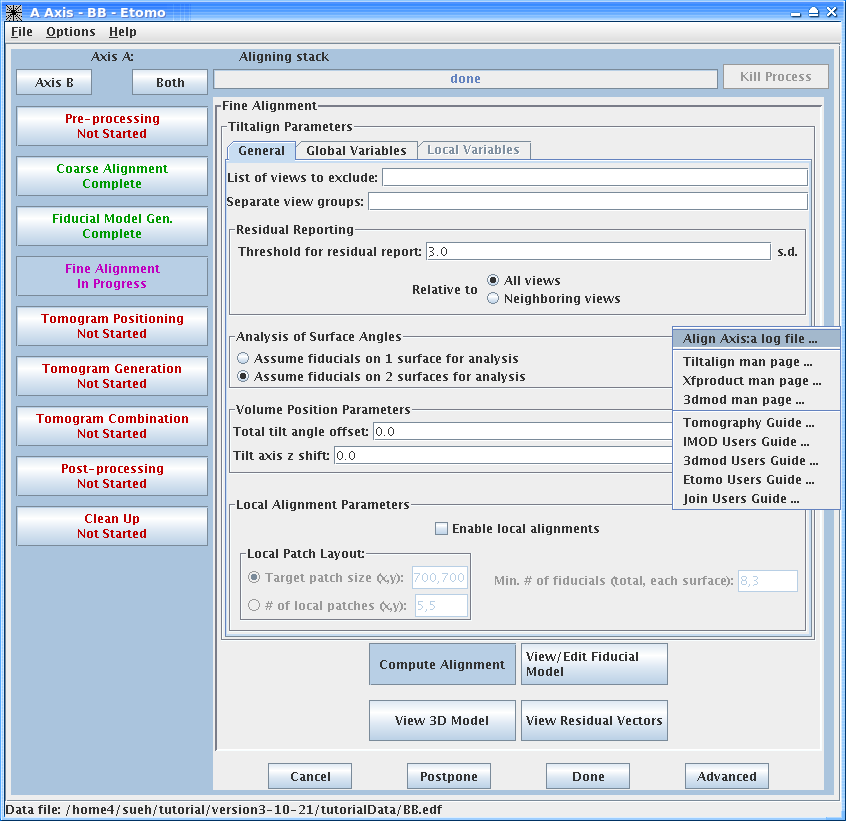 A Axis - BB - Etomo
File Options Help
Axis A: Aligning stack
Axis B Both done Kill Process
Pre-processing
Not Started
Coarse Alignment
Complete
Fiducial Model Gen.
Complete
Fine Alignment
In Progress
Tomogram Positioning
Not Started
Tomogram Generation
Not Started
Tomogram Combination
Not Started
Post-processing
Not Started
Clean Up
Not Started
Fine Alignment
Tiltalign Parameters
General Global Variables Local Variables
List of views to exclude:
Separate view groups:
Residual Reporting
Threshold for residual report: 3.0 s.d.
Relative to
All views
Neighboring views
Analysis of Surface Angles
Assume fiducials on 1 surface for analysis
Assume fiducials on 2 surfaces for analysis
Volume Position Parameters
Total tilt angle offset: 0.0
Tilt axis z shift: 0.0
Align Axis:a log file ...
Tiltalign man page ...
Xfproduct man page ...
3dmod man page ...
Tomography Guide ...
IMOD Users Guide ...
3dmod Users Guide ...
Etomo Users Guide ...
Join Users Guide ...
Local Alignment Parameters
Enable local alignments
Local Patch Layout:
Target patch size (x,y): 700,700
# of local patches (x,y): 5,5
Min. # of fiducials (total, each surface): 8,3
Compute Alignment
View/Edit Fiducial
Model
View 3D Model
View Residual Vectors
Cancel Postpone Done Advanced
Data file: /home4/sueh/tutorial/version3-10-21/tutorialData/BB.edf